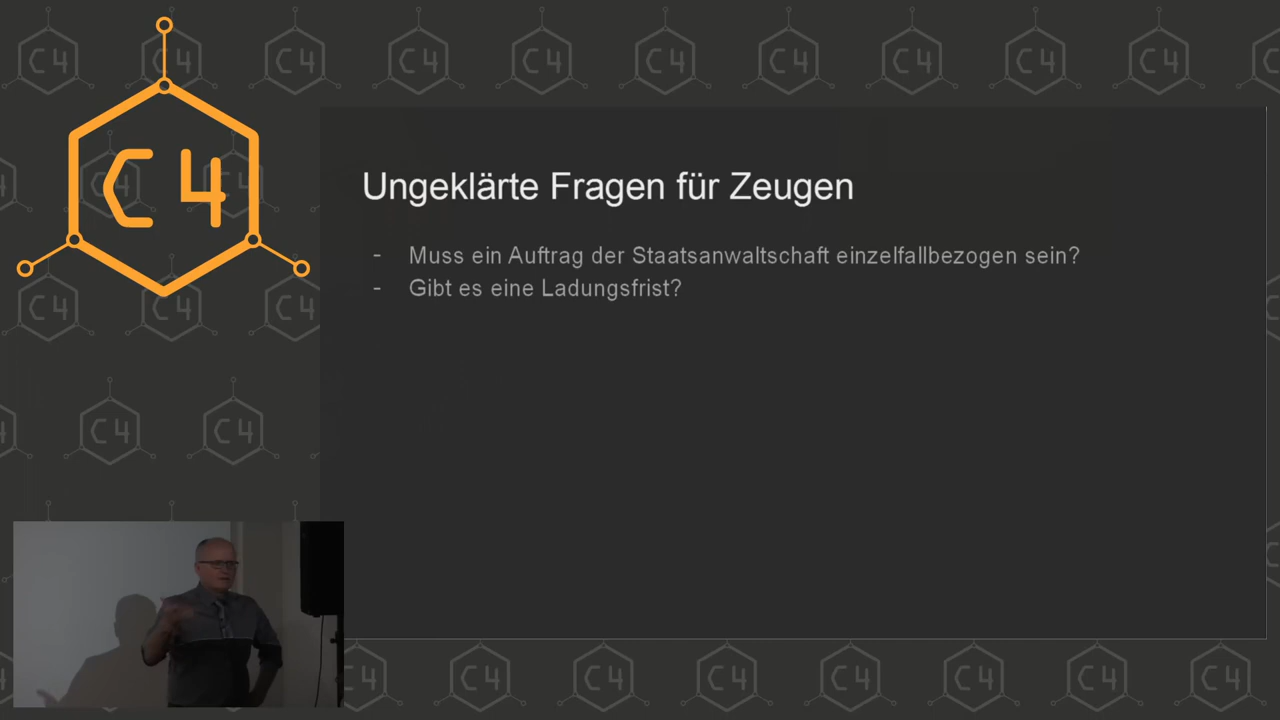 C4
Ungeklärte Fragen für Zeugen
- Muss ein Auftrag der Staatsanwaltschaft einzelfallbezogen sein?
- Gibt es eine Ladungsfrist?